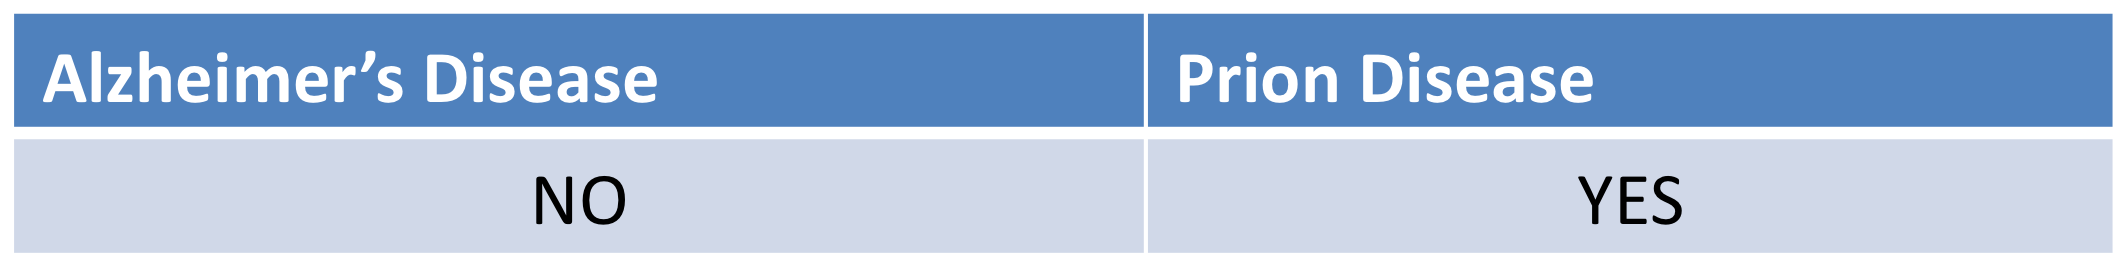 Alzheimer’s Disease Prion Disease
NO YES